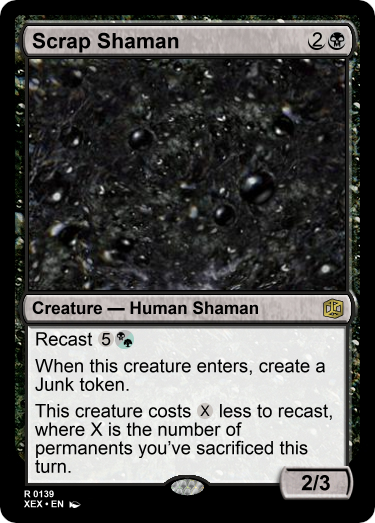 Scrap Shaman 2
Creature — Human Shaman
Recast 5
When this creature enters, create a
Junk token.
This creature costs X less to recast,
where X is the number of
permanents you've sacrificed this
turn.
2/3
R 0139
XEX • EN